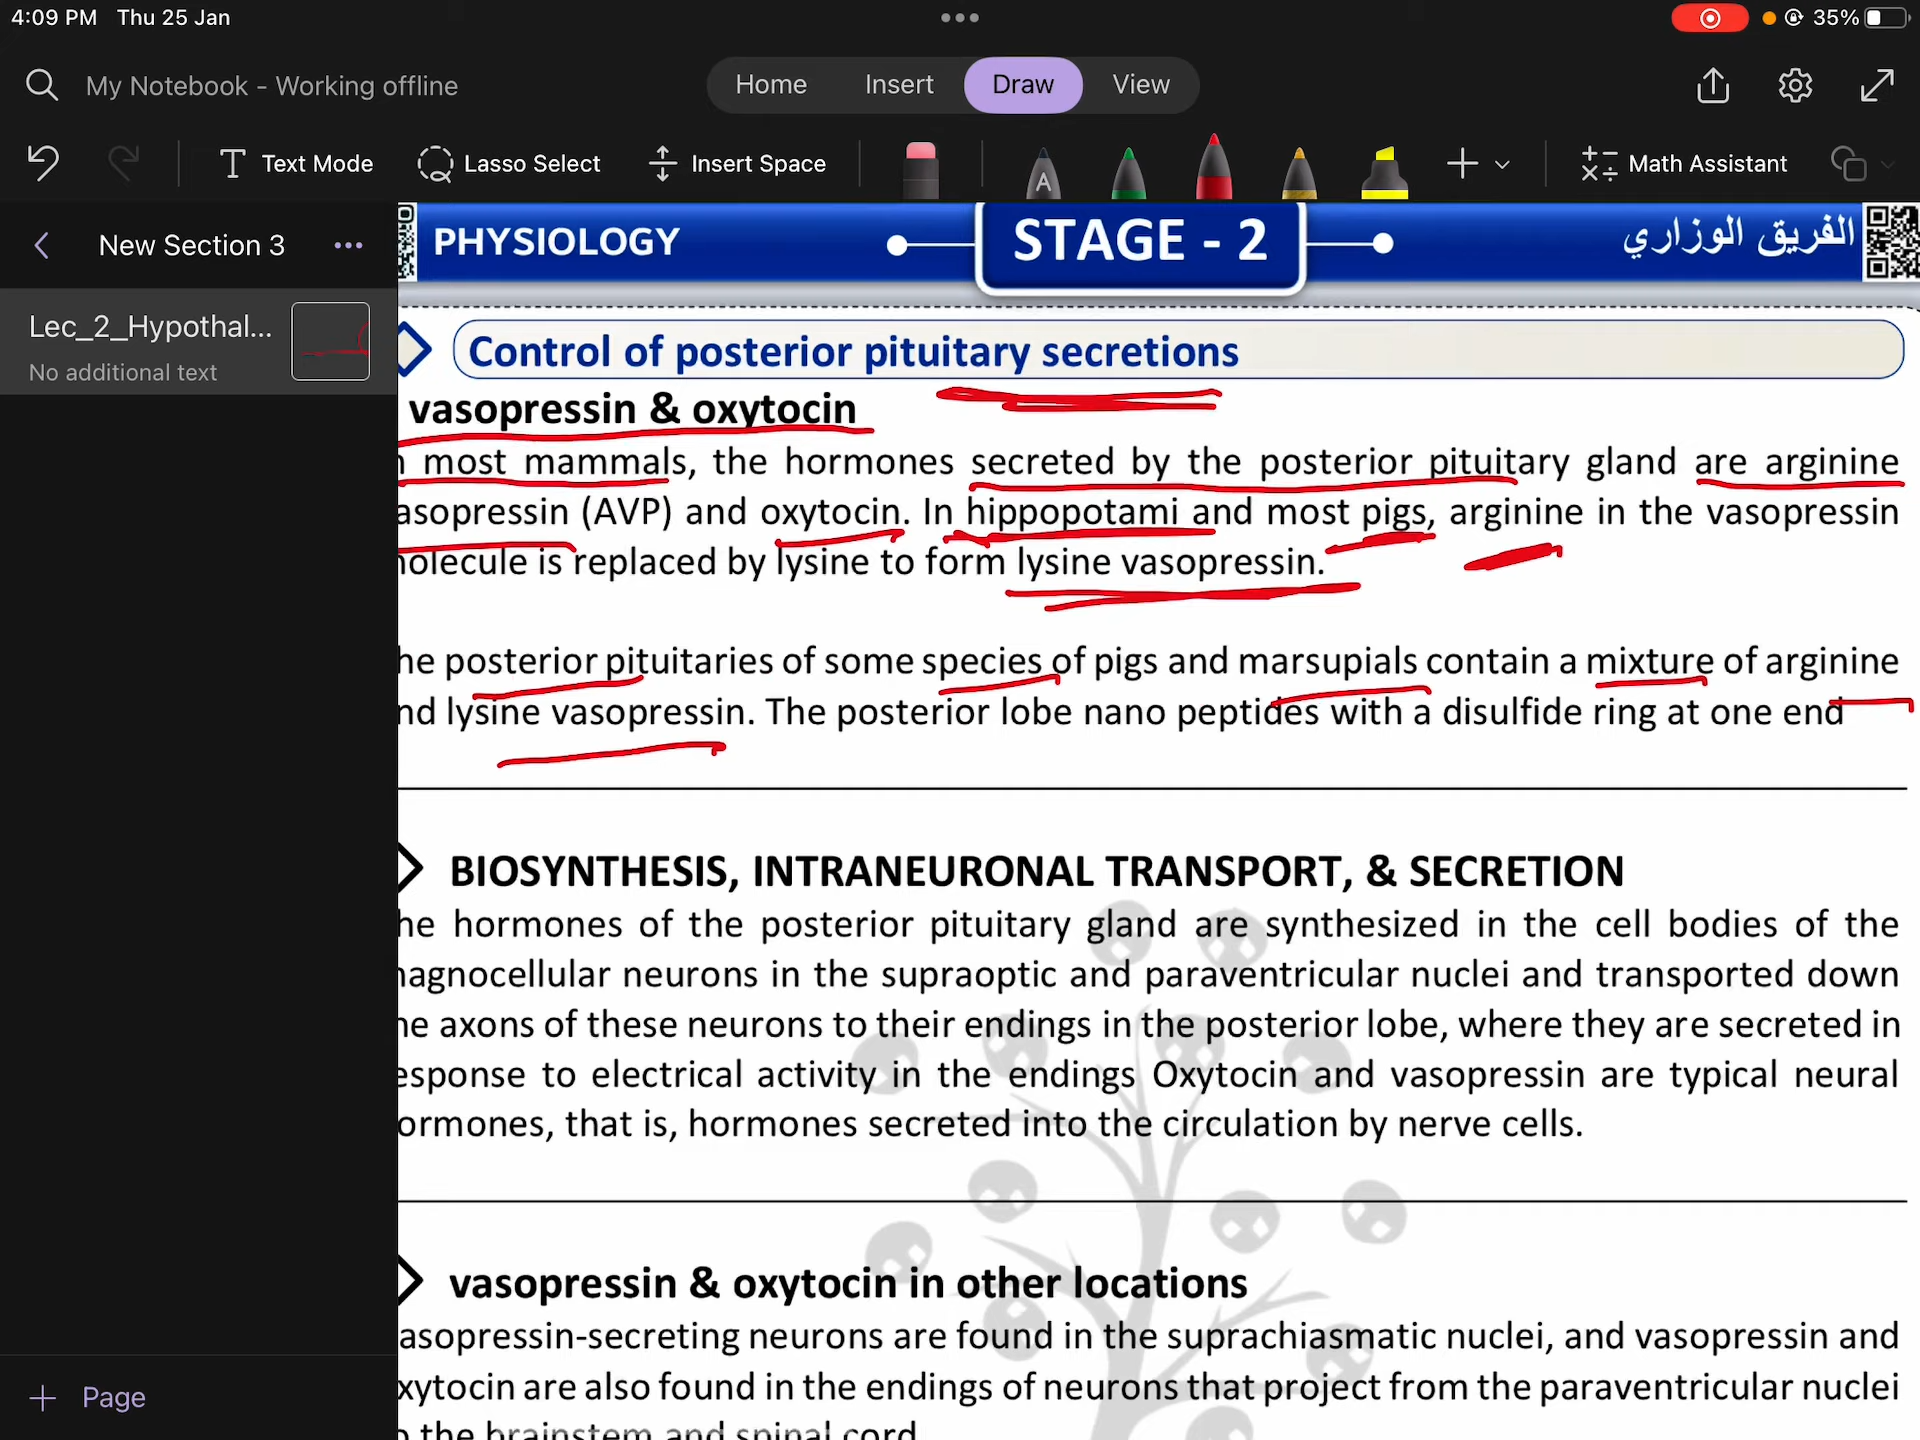 4:09 PM Thu 25 Jan
35%
My Notebook - Working offline
Home Insert Draw View
Text Mode Lasso Select Insert Space A Math Assistant
New Section 3
Lec_2_Hypothal...
No additional text
PHYSIOLOGY STAGE - 2 الفريق الوزاري
Control of posterior pituitary secretions
vasopressin & oxytocin
n most mammals, the hormones secreted by the posterior pituitary gland are arginine
asopressin (AVP) and oxytocin. In hippopotami and most pigs, arginine in the vasopressin
olecule is replaced by lysine to form lysine vasopressin.
he posterior pituitaries of some species of pigs and marsupials contain a mixture of arginine
nd lysine vasopressin. The posterior lobe nano peptides with a disulfide ring at one end
BIOSYNTHESIS, INTRANEURONAL TRANSPORT, & SECRETION
he hormones of the posterior pituitary gland are synthesized in the cell bodies of the
agnocellular neurons in the supraoptic and paraventricular nuclei and transported down
he axons of these neurons to their endings in the posterior lobe, where they are secreted in
esponse to electrical activity in the endings Oxytocin and vasopressin are typical neural
ormones, that is, hormones secreted into the circulation by nerve cells.
vasopressin & oxytocin in other locations
asopressin-secreting neurons are found in the suprachiasmatic nuclei, and vasopressin and
xytocin are also found in the endings of neurons that project from the paraventricular nuclei
o the brainstem and spinal cord
Page